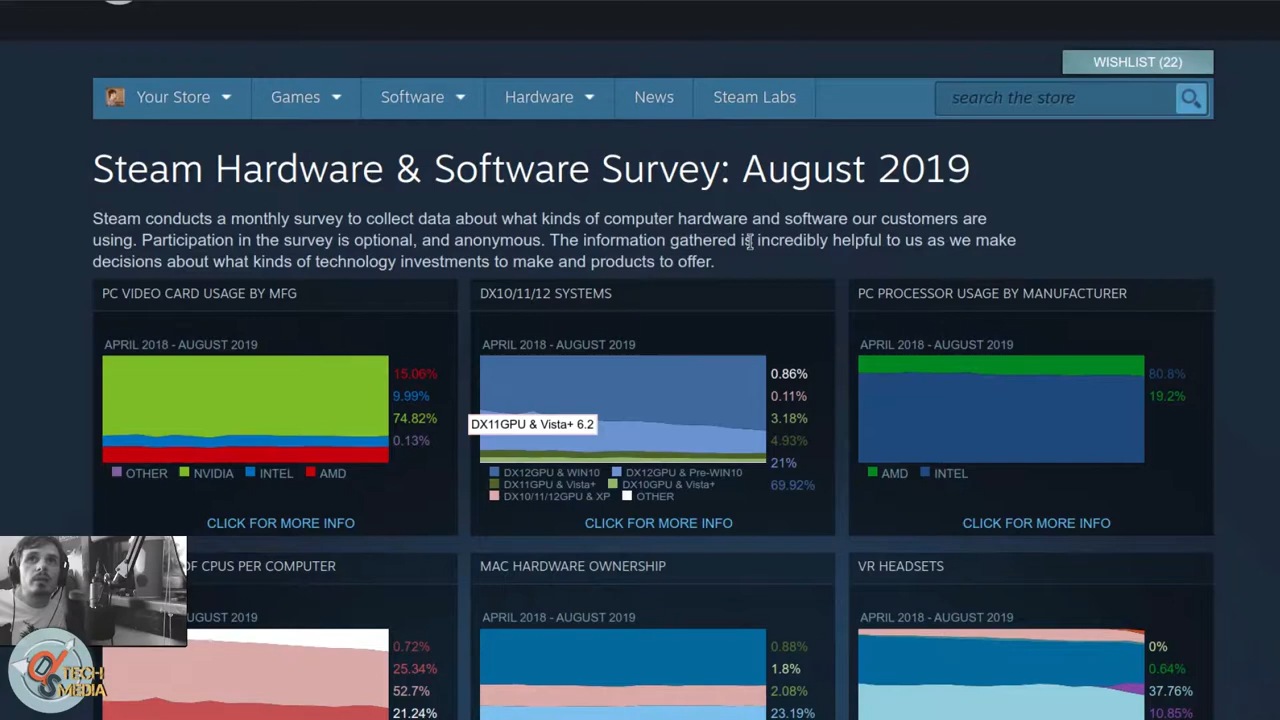 WISHLIST (22)
Your Store Games Software Hardware News Steam Labs search the store
Steam Hardware & Software Survey: August 2019
Steam conducts a monthly survey to collect data about what kinds of computer hardware and software our customers are
using. Participation in the survey is optional, and anonymous. The information gathered is incredibly helpful to us as we make
decisions about what kinds of technology investments to make and products to offer.
PC VIDEO CARD USAGE BY MFG
APRIL 2018 - AUGUST 2019
15.06%
9.99%
74.82%
0.13%
OTHER NVIDIA INTEL AMD
CLICK FOR MORE INFO
DX10/11/12 SYSTEMS
APRIL 2018 - AUGUST 2019
0.86%
0.11%
3.18%
4.93%
21%
69.92%
DX11GPU & Vista+ 6.2
DX12GPU & WIN10 DX12GPU & Pre-WIN10
DX11GPU & Vista+ DX10GPU & Vista+
DX10/11/12GPU & XP OTHER
CLICK FOR MORE INFO
PC PROCESSOR USAGE BY MANUFACTURER
APRIL 2018 - AUGUST 2019
80.8%
19.2%
AMD INTEL
CLICK FOR MORE INFO
OF CPUS PER COMPUTER
AUGUST 2019
0.72%
25.34%
52.7%
21.24%
MAC HARDWARE OWNERSHIP
APRIL 2018 - AUGUST 2019
0.88%
1.8%
2.08%
23.19%
VR HEADSETS
APRIL 2018 - AUGUST 2019
0%
0.64%
37.76%
10.85%
TECH
MEDIA